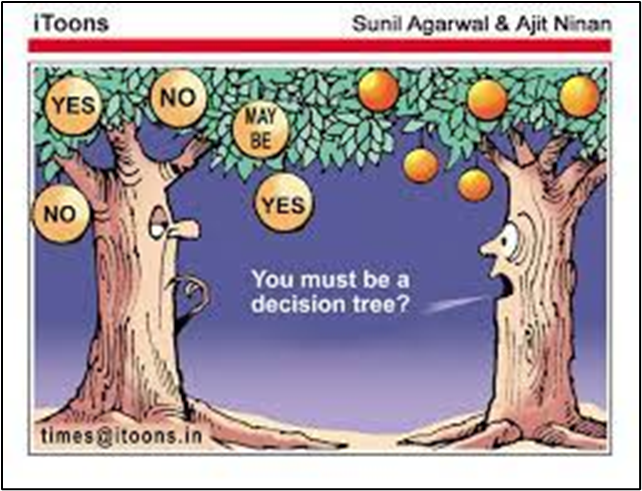 iToons
Sunil Agarwal & Ajit Ninan
YES
NO
MAY
BE
NO
YES
You must be a
decision tree?
times@itoons.in